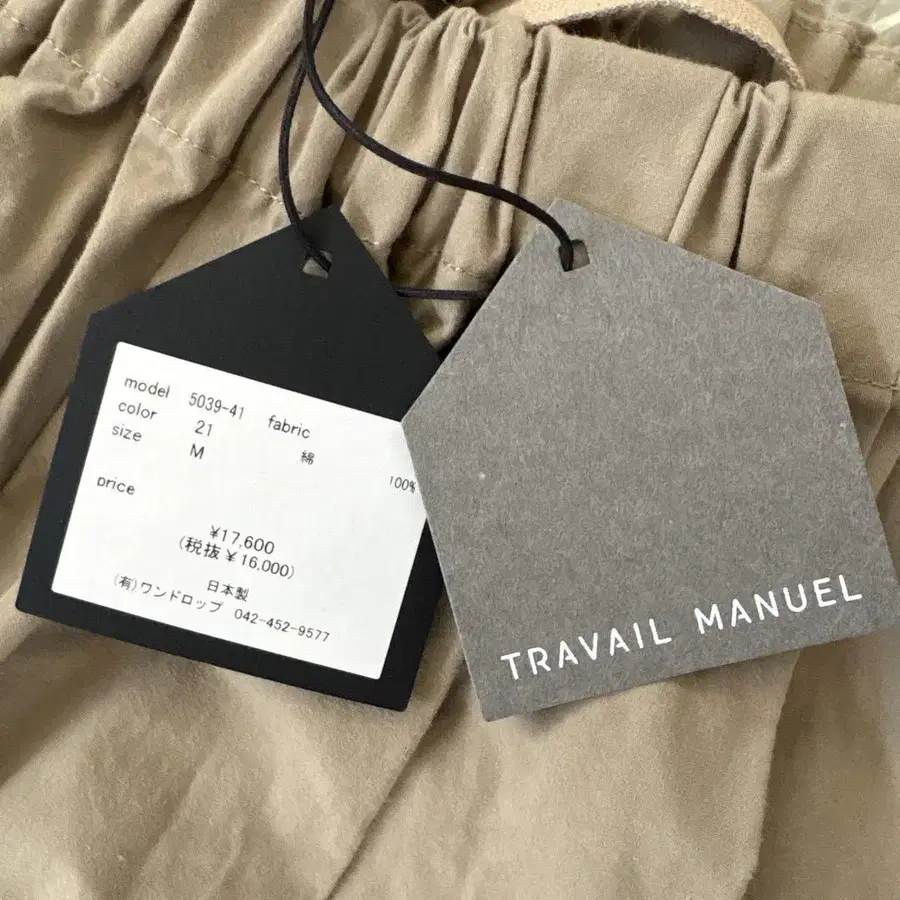 model 5039-41 fabric
color 21
size M 綿 100%
price
¥17,600
(税抜¥16,000)
日本製
(有)ワンドロップ 042-452-9577
TRAVAIL MANUEL